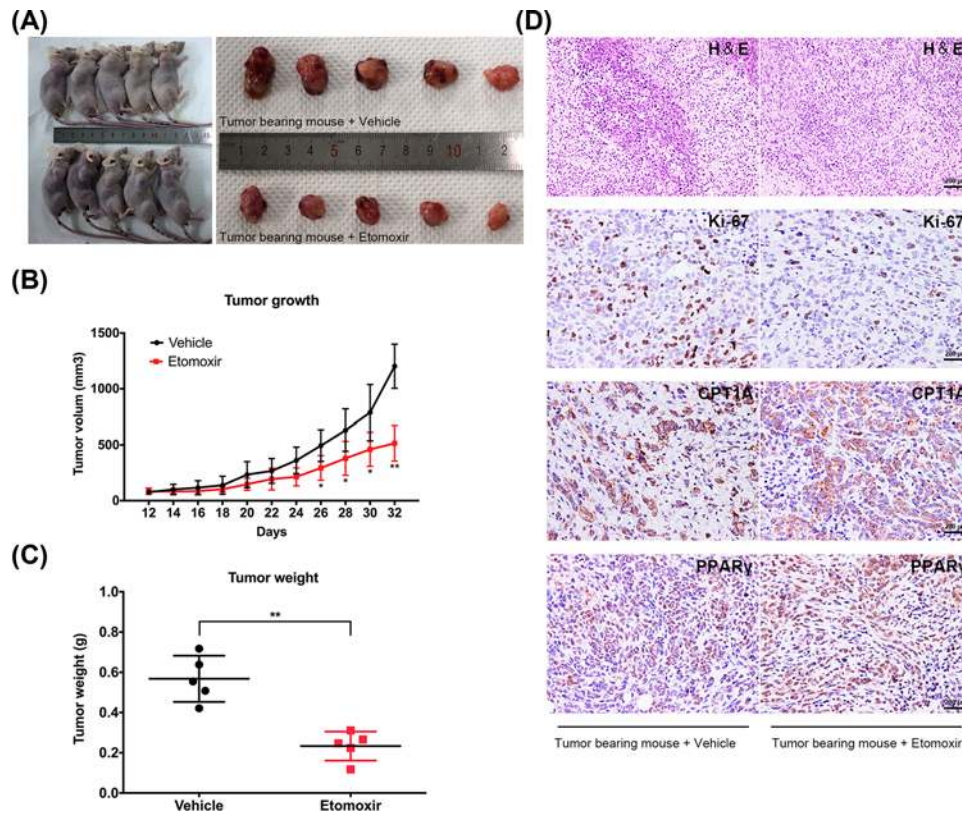 (A)
Tumor bearing mouse + Vehicle
1 2 3 4 5 6 7 8 9 10 1 2
Tumor bearing mouse + Etomoxir
(B)
Tumor growth
Vehicle
Etomoxir
Tumor volum (mm3)
1500
1000
500
0
* * * **
12 14 16 18 20 22 24 26 28 30 32
Days
(C)
Tumor weight
**
Tumor weight (g)
1.0
0.8
0.6
0.4
0.2
0.0
Vehicle Etomoxir
(D)
H & E H & E
Ki-67 Ki-67
CPT1A CPT1A
PPARγ PPARγ
Tumor bearing mouse + Vehicle Tumor bearing mouse + Etomoxir